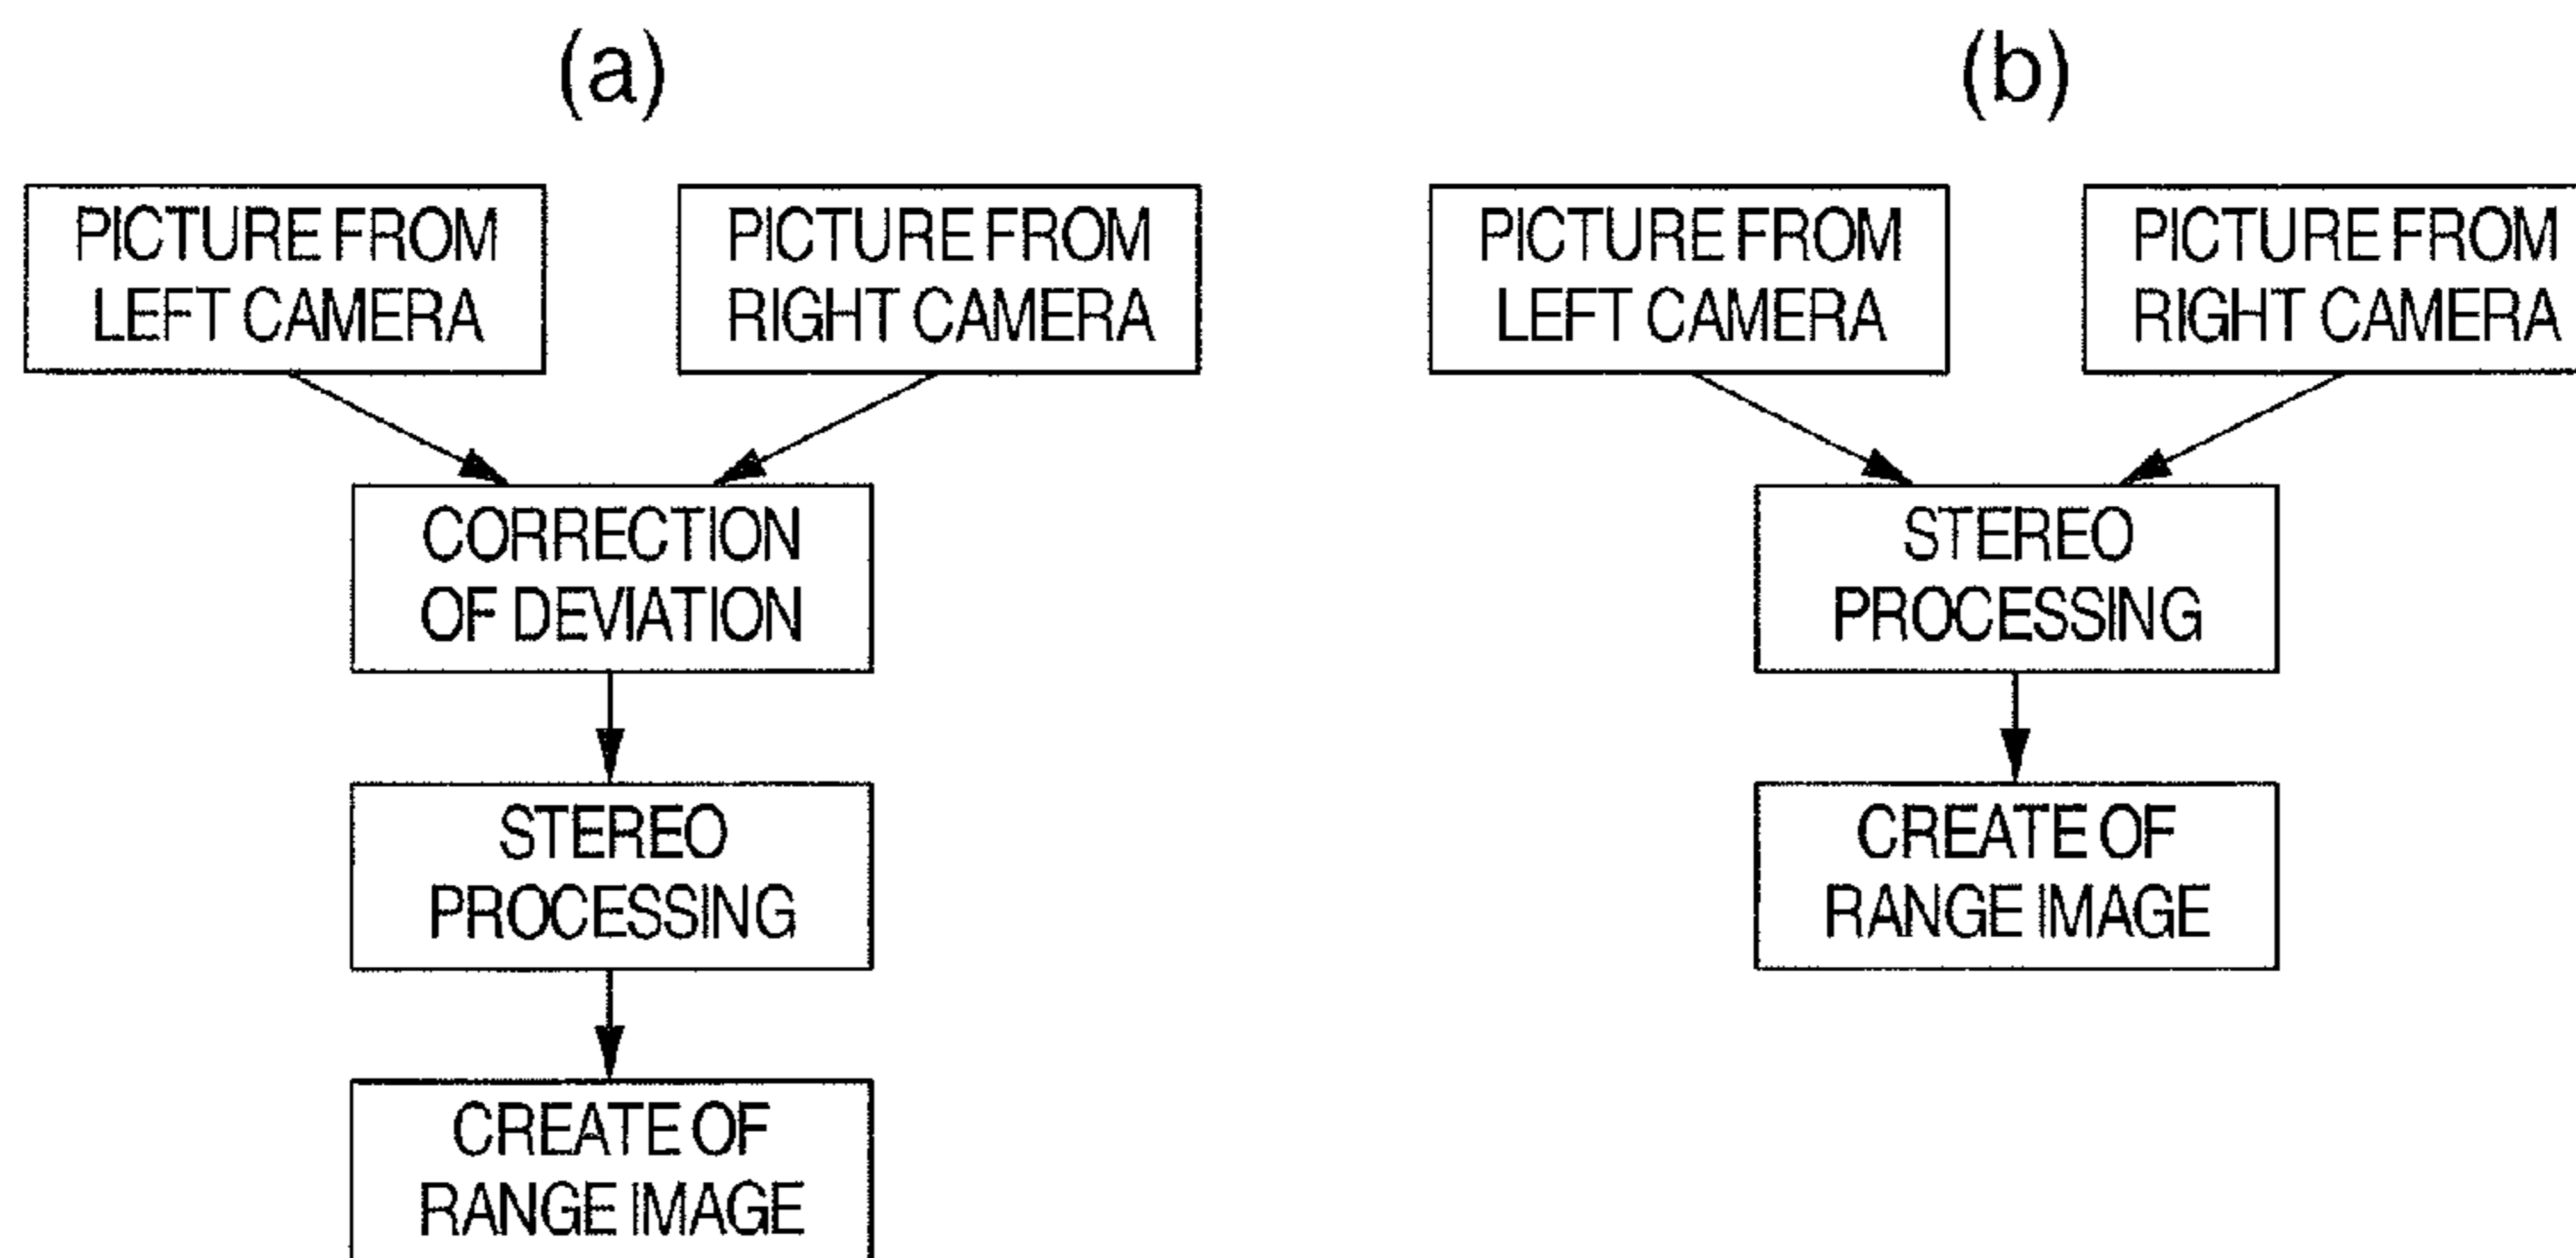 (a)
PICTURE FROM
LEFT CAMERA
PICTURE FROM
RIGHT CAMERA
CORRECTION
OF DEVIATION
STEREO
PROCESSING
CREATE OF
RANGE IMAGE
(b)
PICTURE FROM
LEFT CAMERA
PICTURE FROM
RIGHT CAMERA
STEREO
PROCESSING
CREATE OF
RANGE IMAGE